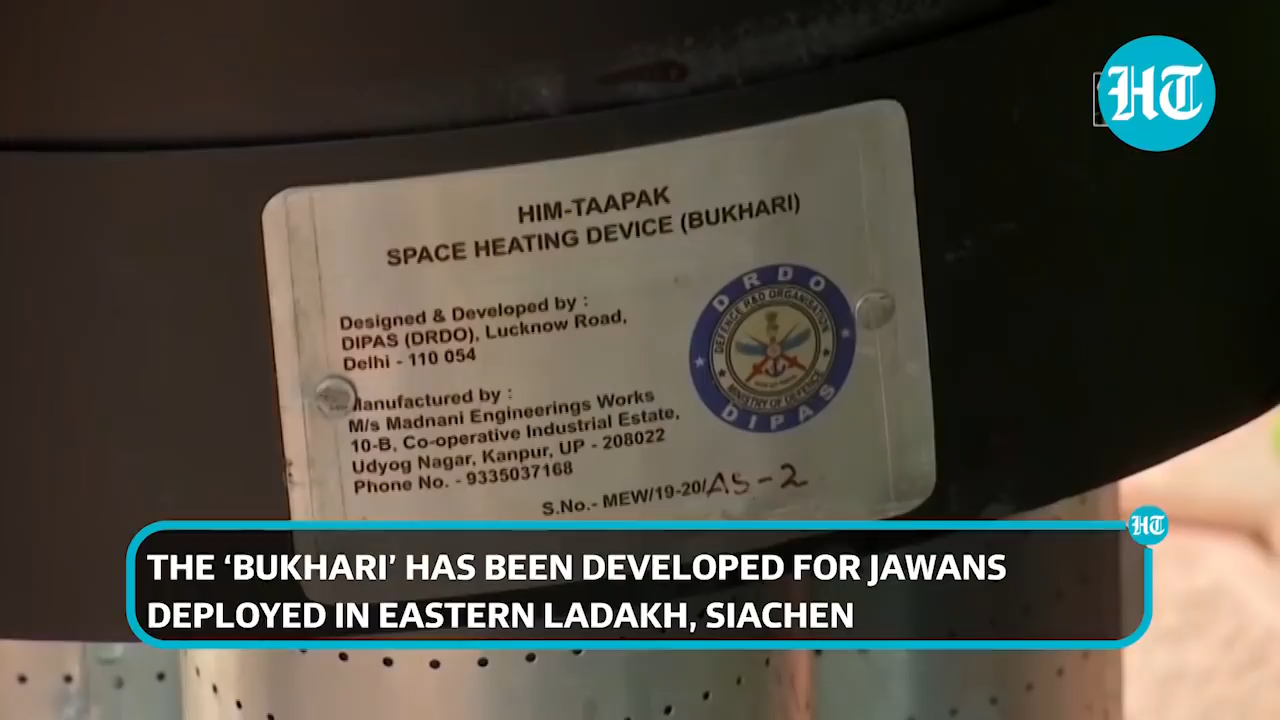 HT
HIM-TAAPAK
SPACE HEATING DEVICE (BUKHARI)
Designed & Developed by :
DIPAS (DRDO), Lucknow Road,
Delhi - 110 054
Manufactured by :
M/s Madnani Engineerings Works
10-B, Co-operative Industrial Estate,
Udyog Nagar, Kanpur, UP - 208022
Phone No. - 9335037168
S.No.- MEW/19-20/AS-2
DRDO
DEFENCE R&D ORGANISATION
MINISTRY OF DEFENCE
DIPAS
HT
THE ‘BUKHARI’ HAS BEEN DEVELOPED FOR JAWANS
DEPLOYED IN EASTERN LADAKH, SIACHEN